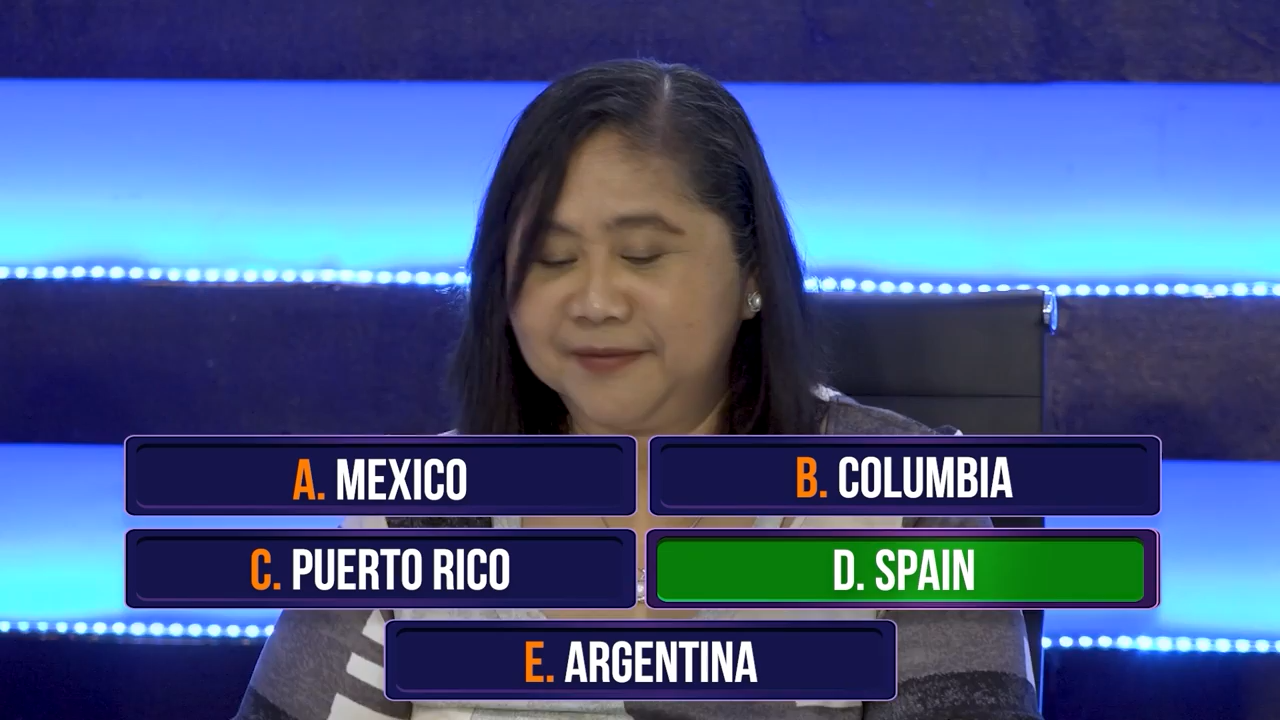 A. MEXICO
B. COLUMBIA
C. PUERTO RICO
D. SPAIN
E. ARGENTINA